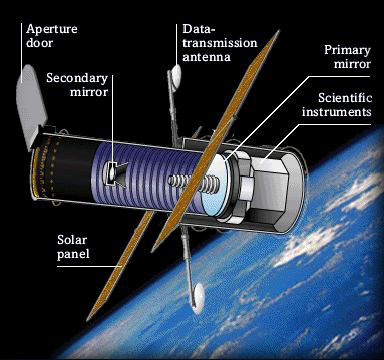 Aperture
door
Data-
transmission
antenna
Primary
mirror
Secondary
mirror
Scientific
instruments
Solar
panel